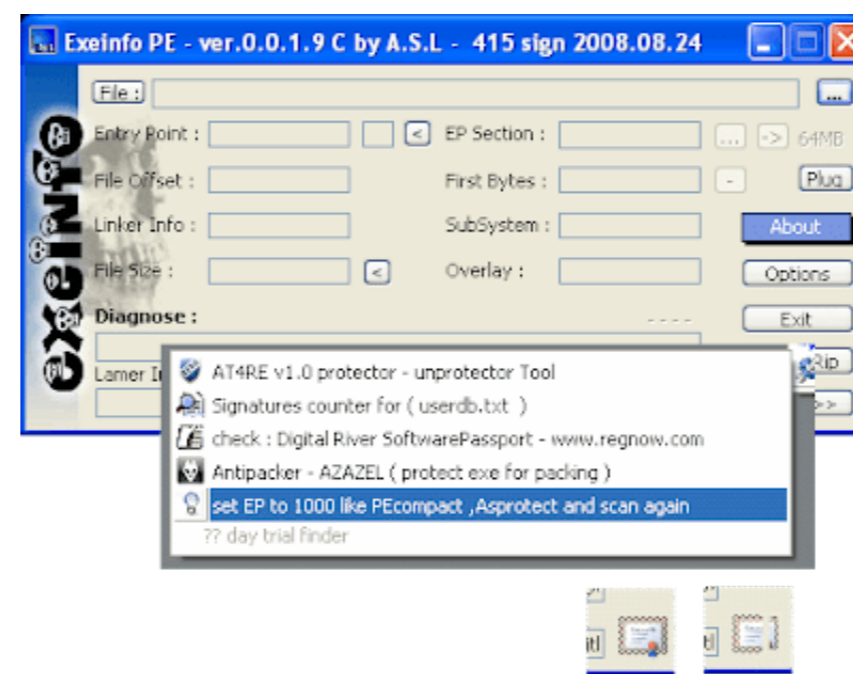 Exeinfo PE - ver.0.0.1.9 C by A.S.L - 415 sign 2008.08.24
File : ...
Entry Point : < EP Section : ... -> 64MB
File Offset : First Bytes : - Plug
Linker Info : SubSystem : About
File Size : < Overlay : Options
Diagnose : - - - - Exit
Lamer I Rip
AT4RE v1.0 protector - unprotector Tool
Signatures counter for ( userdb.txt )
>>
check : Digital River SoftwarePassport - www.regnow.com
Antipacker - AZAZEL ( protect exe for packing )
set EP to 1000 like PEcompact ,Asprotect and scan again
?? day trial finder
exeinfo